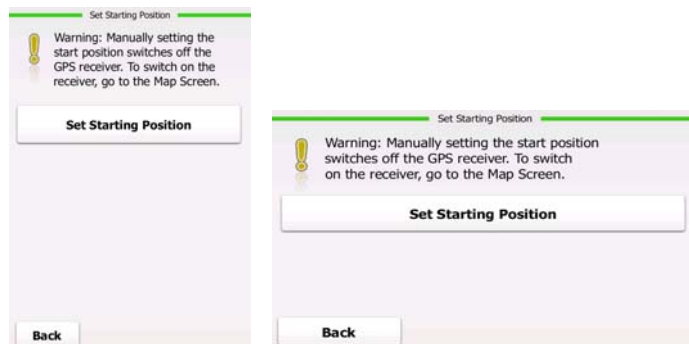 Set Starting Position
Warning: Manually setting the
start position switches off the
GPS receiver. To switch on the
receiver, go to the Map Screen.
Set Starting Position
Back
Set Starting Position
Warning: Manually setting the start position
switches off the GPS receiver. To switch
on the receiver, go to the Map Screen.
Set Starting Position
Back